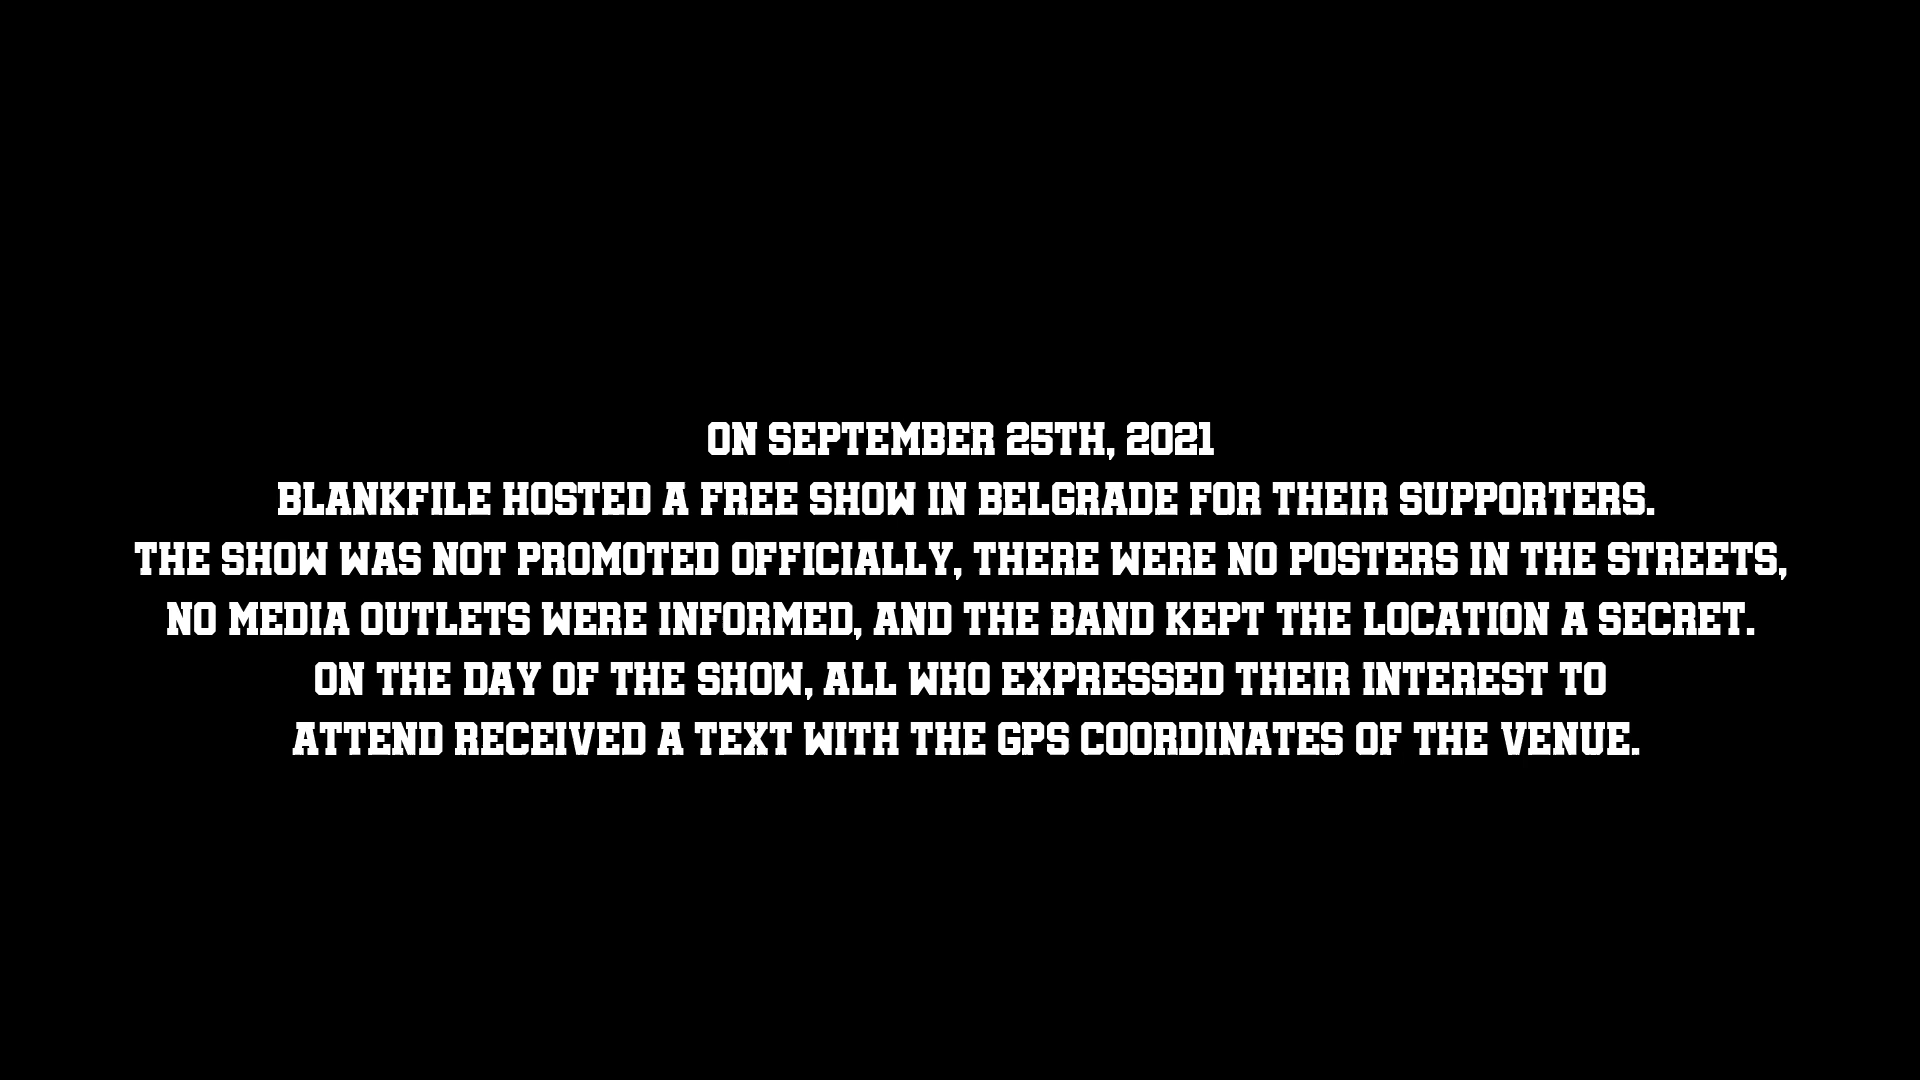 ON SEPTEMBER 25TH, 2021
BLANKFILE HOSTED A FREE SHOW IN BELGRADE FOR THEIR SUPPORTERS.
THE SHOW WAS NOT PROMOTED OFFICIALLY, THERE WERE NO POSTERS IN THE STREETS,
NO MEDIA OUTLETS WERE INFORMED, AND THE BAND KEPT THE LOCATION A SECRET.
ON THE DAY OF THE SHOW, ALL WHO EXPRESSED THEIR INTEREST TO
ATTEND RECEIVED A TEXT WITH THE GPS COORDINATES OF THE VENUE.